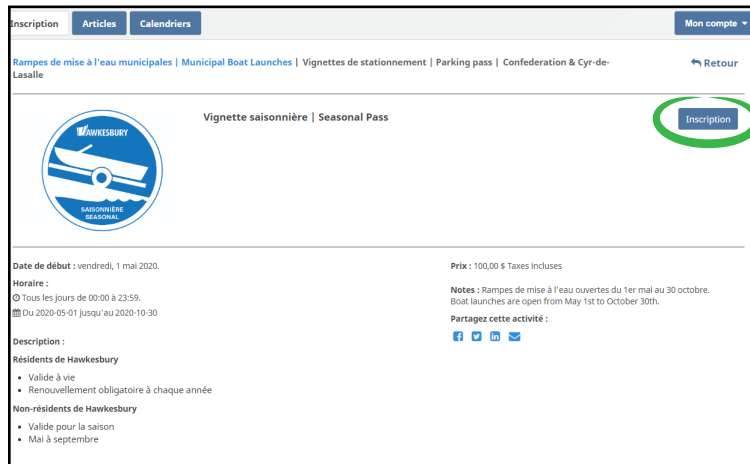 Inscription
Articles
Calendriers
Mon compte
Rampes de mise à l'eau municipales | Municipal Boat Launches | Vignettes de stationnement | Parking pass | Confederation & Cyr-de-
Lasalle
Retour
Vignette saisonnière | Seasonal Pass
Inscription
HAWKESBURY
SAISONNIÈRE
SEASONAL
Date de début : vendredi, 1 mai 2020.
Horaire :
Tous les jours de 00:00 à 23:59.
Du 2020-05-01 jusqu'au 2020-10-30
Description :
Résidents de Hawkesbury
• Valide à vie
• Renouvellement obligatoire à chaque année
Non-résidents de Hawkesbury
• Valide pour la saison
• Mai à septembre
Prix : 100,00 $ Taxes incluses
Notes : Rampes de mise à l'eau ouvertes du 1er mai au 30 octobre.
Boat launches are open from May 1st to October 30th.
Partagez cette activité :